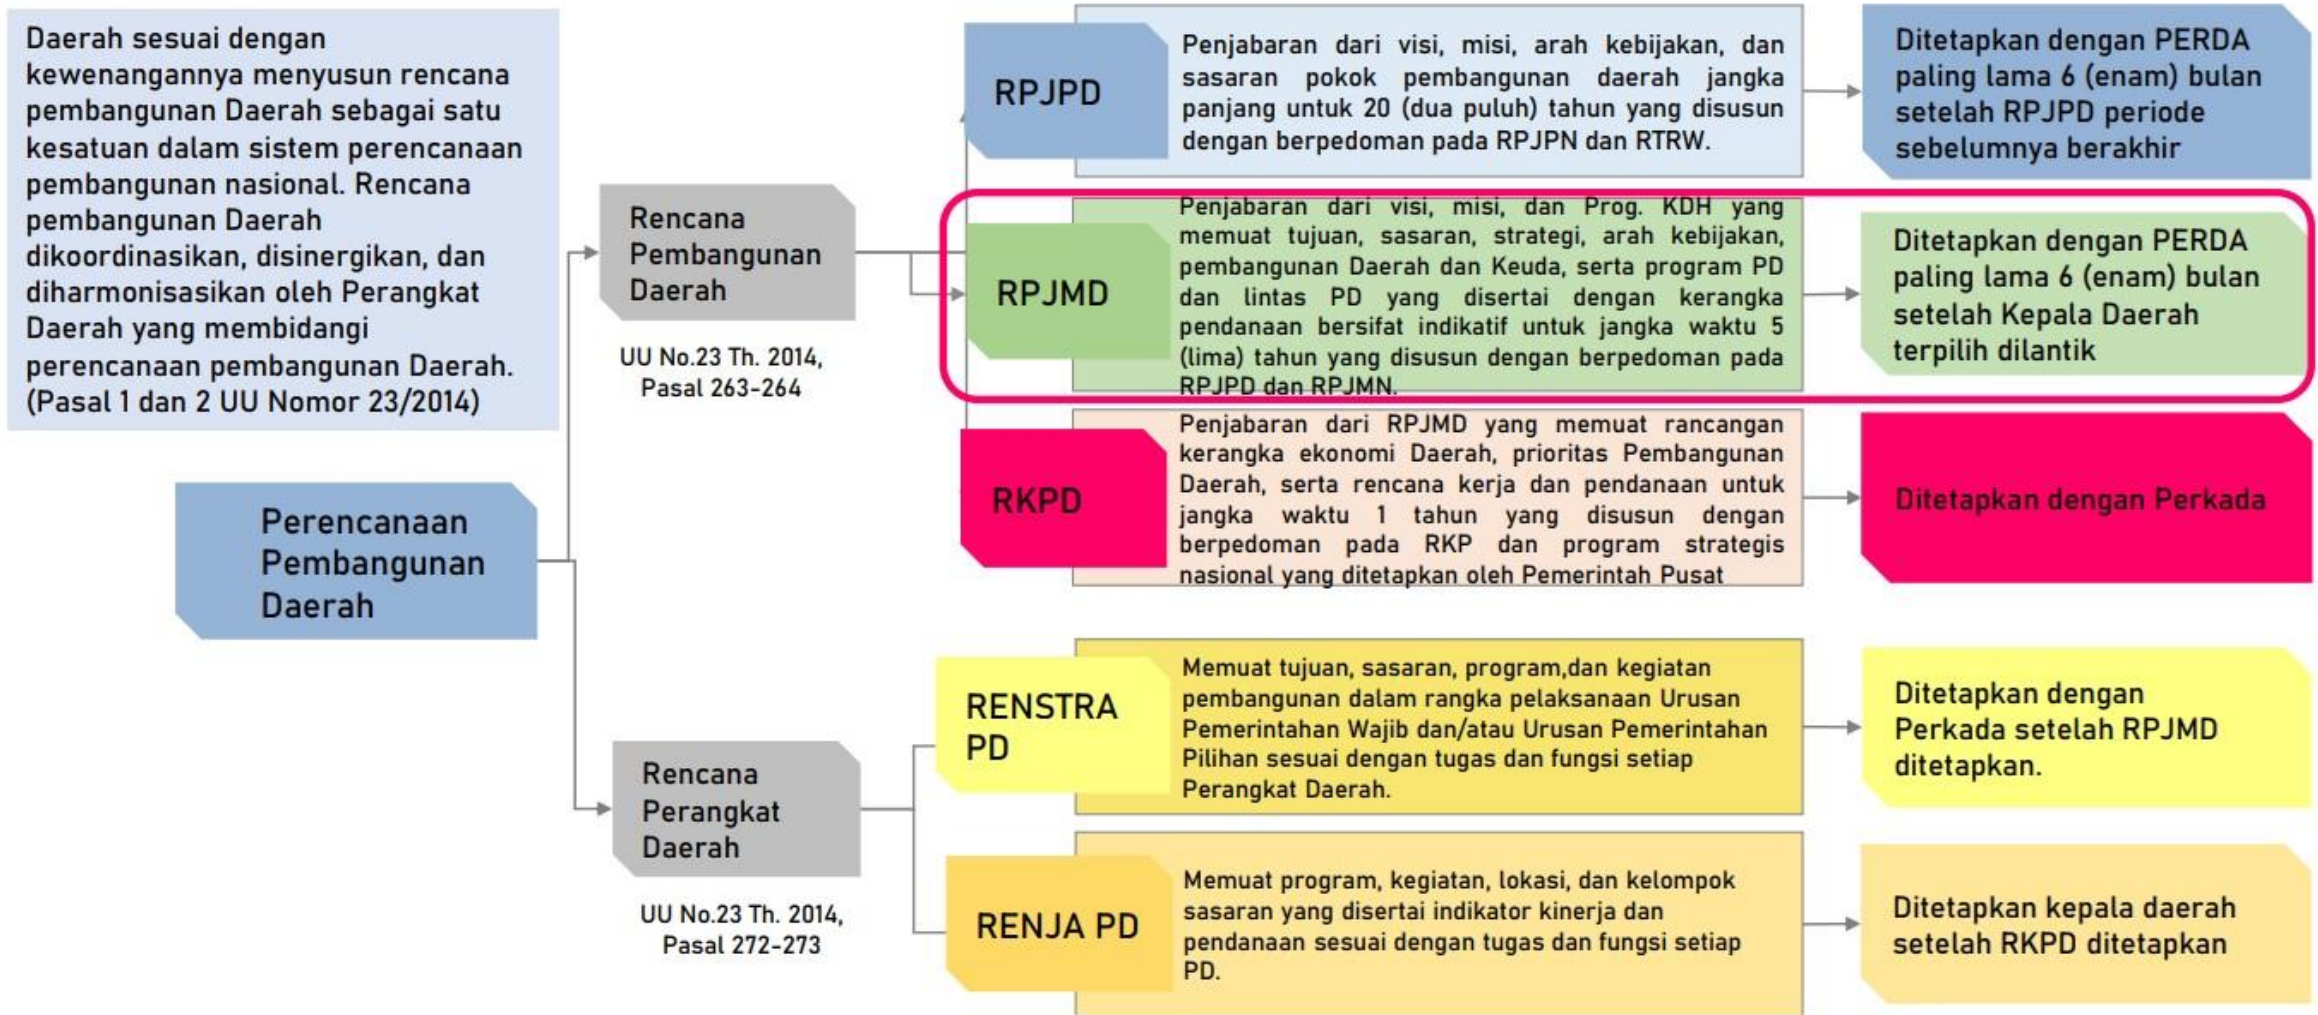 Daerah sesuai dengan
kewenangannya menyusun rencana
pembangunan Daerah sebagai satu
kesatuan dalam sistem perencanaan
pembangunan nasional. Rencana
pembangunan Daerah
dikoordinasikan, disinergikan, dan
diharmonisasikan oleh Perangkat
Daerah yang membidangi
perencanaan pembangunan Daerah.
(Pasal 1 dan 2 UU Nomor 23/2014)
Perencanaan
Pembangunan
Daerah
Rencana
Pembangunan
Daerah
UU No.23 Th. 2014,
Pasal 263-264
RPJPD
Penjabaran dari visi, misi, arah kebijakan, dan
sasaran pokok pembangunan daerah jangka
panjang untuk 20 (dua puluh) tahun yang disusun
dengan berpedoman pada RPJPN dan RTRW.
Ditetapkan dengan PERDA
paling lama 6 (enam) bulan
setelah RPJPD periode
sebelumnya berakhir
RPJMD
Penjabaran dari visi, misi, dan Prog. KDH yang
memuat tujuan, sasaran, strategi, arah kebijakan,
pembangunan Daerah dan Keuda, serta program PD
dan lintas PD yang disertai dengan kerangka
pendanaan bersifat indikatif untuk jangka waktu 5
(lima) tahun yang disusun dengan berpedoman pada
RPJPD dan RPJMN.
Ditetapkan dengan PERDA
paling lama 6 (enam) bulan
setelah Kepala Daerah
terpilih dilantik
RKPD
Penjabaran dari RPJMD yang memuat rancangan
kerangka ekonomi Daerah, prioritas Pembangunan
Daerah, serta rencana kerja dan pendanaan untuk
jangka waktu 1 tahun yang disusun dengan
berpedoman pada RKP dan program strategis
nasional yang ditetapkan oleh Pemerintah Pusat
Ditetapkan dengan Perkada
Rencana
Perangkat
Daerah
UU No.23 Th. 2014,
Pasal 272-273
RENSTRA
PD
Memuat tujuan, sasaran, program,dan kegiatan
pembangunan dalam rangka pelaksanaan Urusan
Pemerintahan Wajib dan/atau Urusan Pemerintahan
Pilihan sesuai dengan tugas dan fungsi setiap
Perangkat Daerah.
Ditetapkan dengan
Perkada setelah RPJMD
ditetapkan.
RENJA PD
Memuat program, kegiatan, lokasi, dan kelompok
sasaran yang disertai indikator kinerja dan
pendanaan sesuai dengan tugas dan fungsi setiap
PD.
Ditetapkan kepala daerah
setelah RKPD ditetapkan